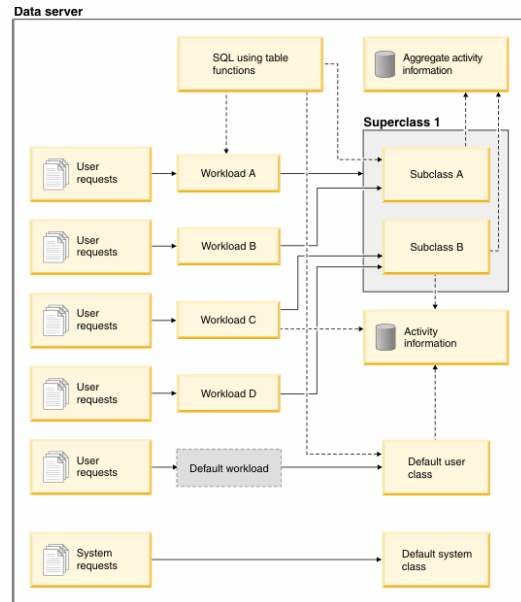 Data server
SQL using table
functions
Aggregate activity
information
Superclass 1
User
requests
Workload A
Subclass A
User
requests
Workload B
Subclass B
User
requests
Workload C
Activity
information
User
requests
Workload D
User
requests
Default workload
Default user
class
System
requests
Default system
class